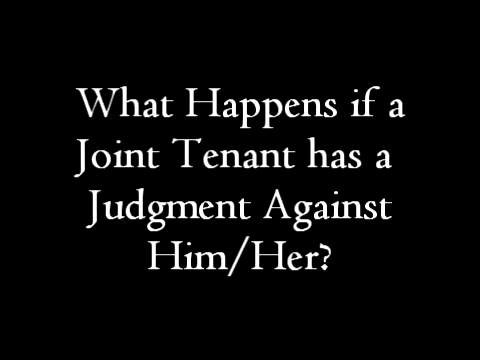 What Happens if a
Joint Tenant has a
Judgment Against
Him/Her?